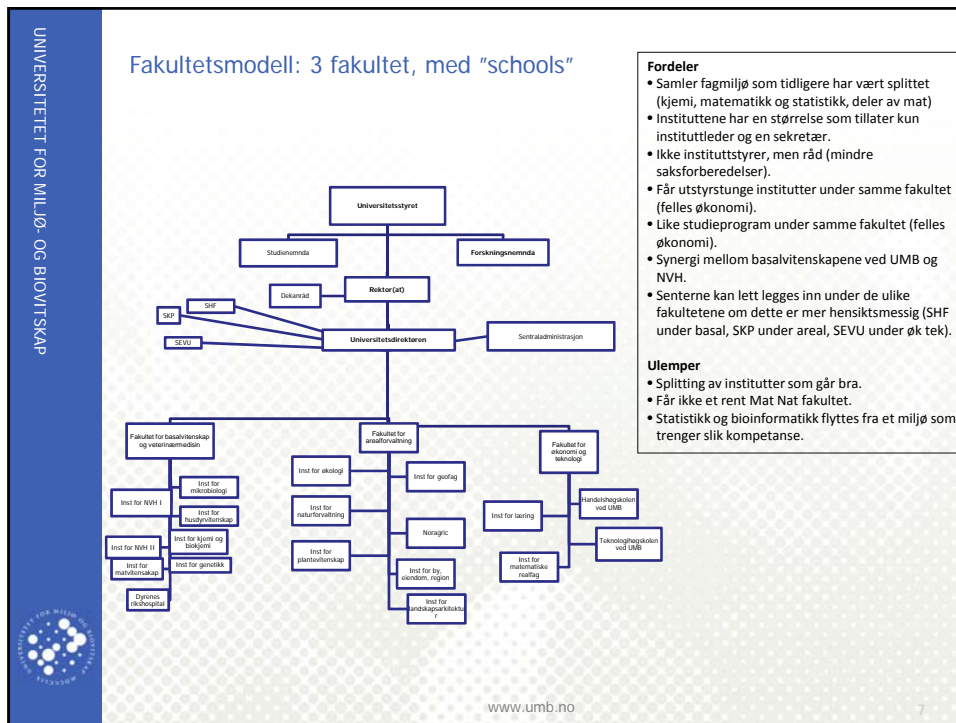 UNIVERSITETET FOR MILJØ- OG BIOVITSKAP
Fakultetsmodell: 3 fakultet, med ”schools”
Fordeler
• Samler fagmiljø som tidligere har vært splittet
(kjemi, matematikk og statistikk, deler av mat)
• Instituttene har en størrelse som tillater kun
instituttleder og en sekretær.
• Ikke instituttstyrer, men råd (mindre
saksforberedelser).
• Får utstyrstunge institutter under samme fakultet
(felles økonomi).
• Like studieprogram under samme fakultet (felles
økonomi).
• Synergi mellom basalvitenskapene ved UMB og
NVH.
• Senterne kan lett legges inn under de ulike
fakultetene om dette er mer hensiktsmessig (SHF
under basal, SKP under areal, SEVU under øk tek).
Ulemper
• Splitting av institutter som går bra.
• Får ikke et rent Mat Nat fakultet.
• Statistikk og bioinformatikk flyttes fra et miljø som
trenger slik kompetanse.
Universitetsstyret
Studienemnda
Forskningsnemnda
Rektor(at)
Dekanråd
SHF
SKP
SEVU
Universitetsdirektøren
Sentraladministrasjon
Fakultet for basalvitenskap
og veterinærmedisin
Inst for
mikrobiologi
Inst for NVH I
Inst for
husdyrvitenskap
Inst for NVH II
Inst for kjemi og
biokjemi
Inst for
matvitensakap
Inst for genetikk
Dyrenes
rikshospital
Fakultet for
arealforvaltning
Inst for økologi
Inst for geofag
Inst for
naturforvaltning
Noragric
Inst for
plantevitenskap
Inst for by,
eiendom, region
Inst for
landskapsarkitektu
r
Fakultet for
økonomi og
teknologi
Handelshøgskolen
ved UMB
Inst for læring
Teknologihøgskolen
ved UMB
Inst for
matematiske
realfag
www.umb.no
7